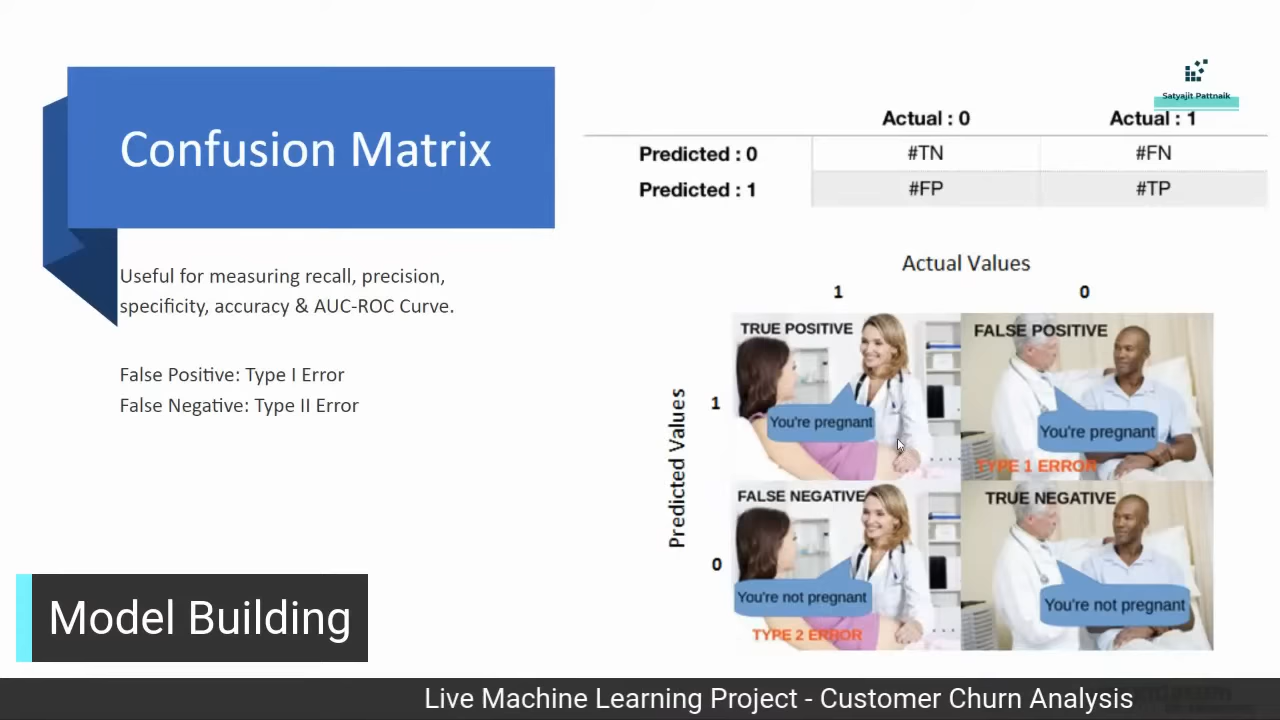 Confusion Matrix
Satyajit Pattnaik
Actual : 0 Actual : 1
Predicted : 0 #TN #FN
Predicted : 1 #FP #TP
Useful for measuring recall, precision,
specificity, accuracy & AUC-ROC Curve.
False Positive: Type I Error
False Negative: Type II Error
Actual Values
1 0
Predicted Values
1
0
TRUE POSITIVE
You're pregnant
FALSE POSITIVE
You're pregnant
TYPE 1 ERROR
FALSE NEGATIVE
You're not pregnant
TYPE 2 ERROR
TRUE NEGATIVE
You're not pregnant
Model Building
Live Machine Learning Project - Customer Churn Analysis